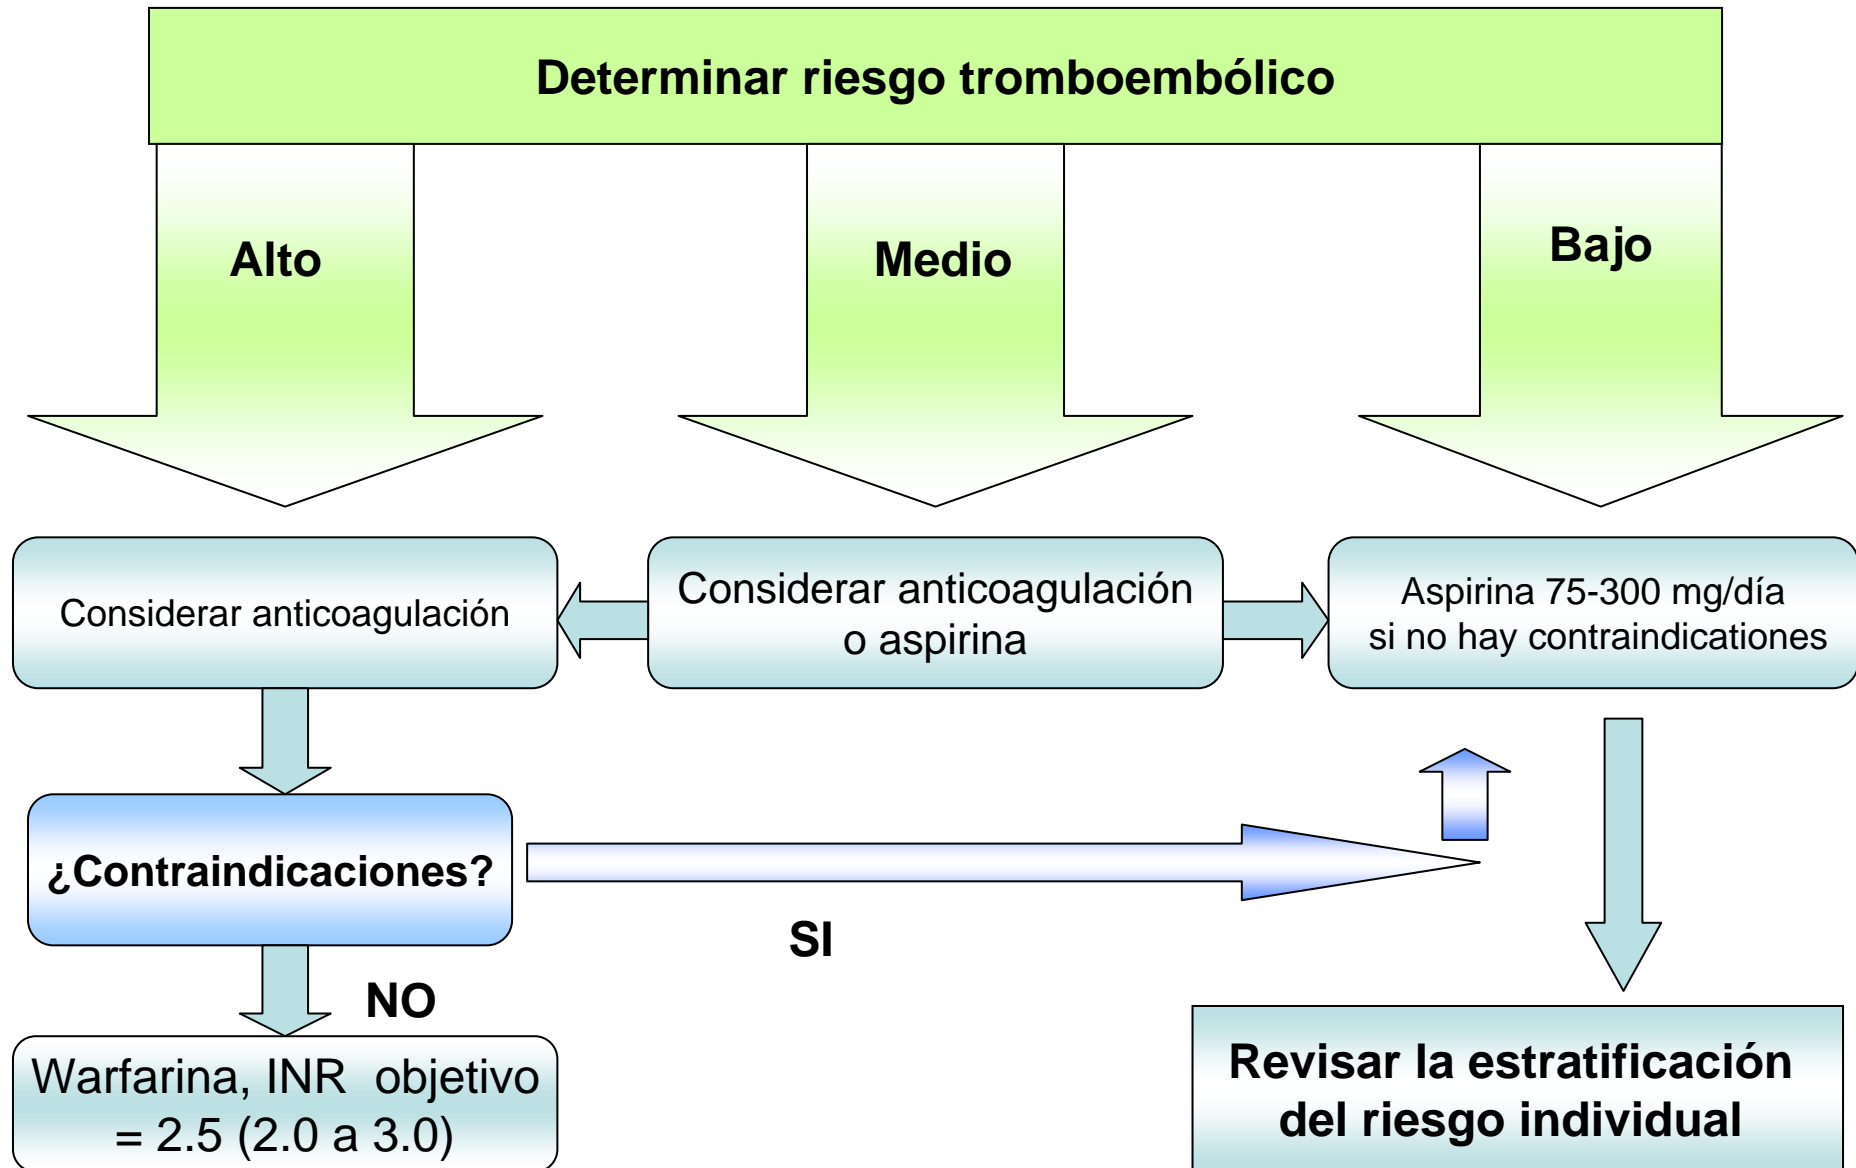 Determinar riesgo tromboembólico
Alto
Medio
Bajo
Considerar anticoagulación
Considerar anticoagulación
o aspirina
Aspirina 75-300 mg/día
si no hay contraindicationes
¿Contraindicaciones?
SI
NO
Warfarina, INR objetivo
= 2.5 (2.0 a 3.0)
Revisar la estratificación
del riesgo individual